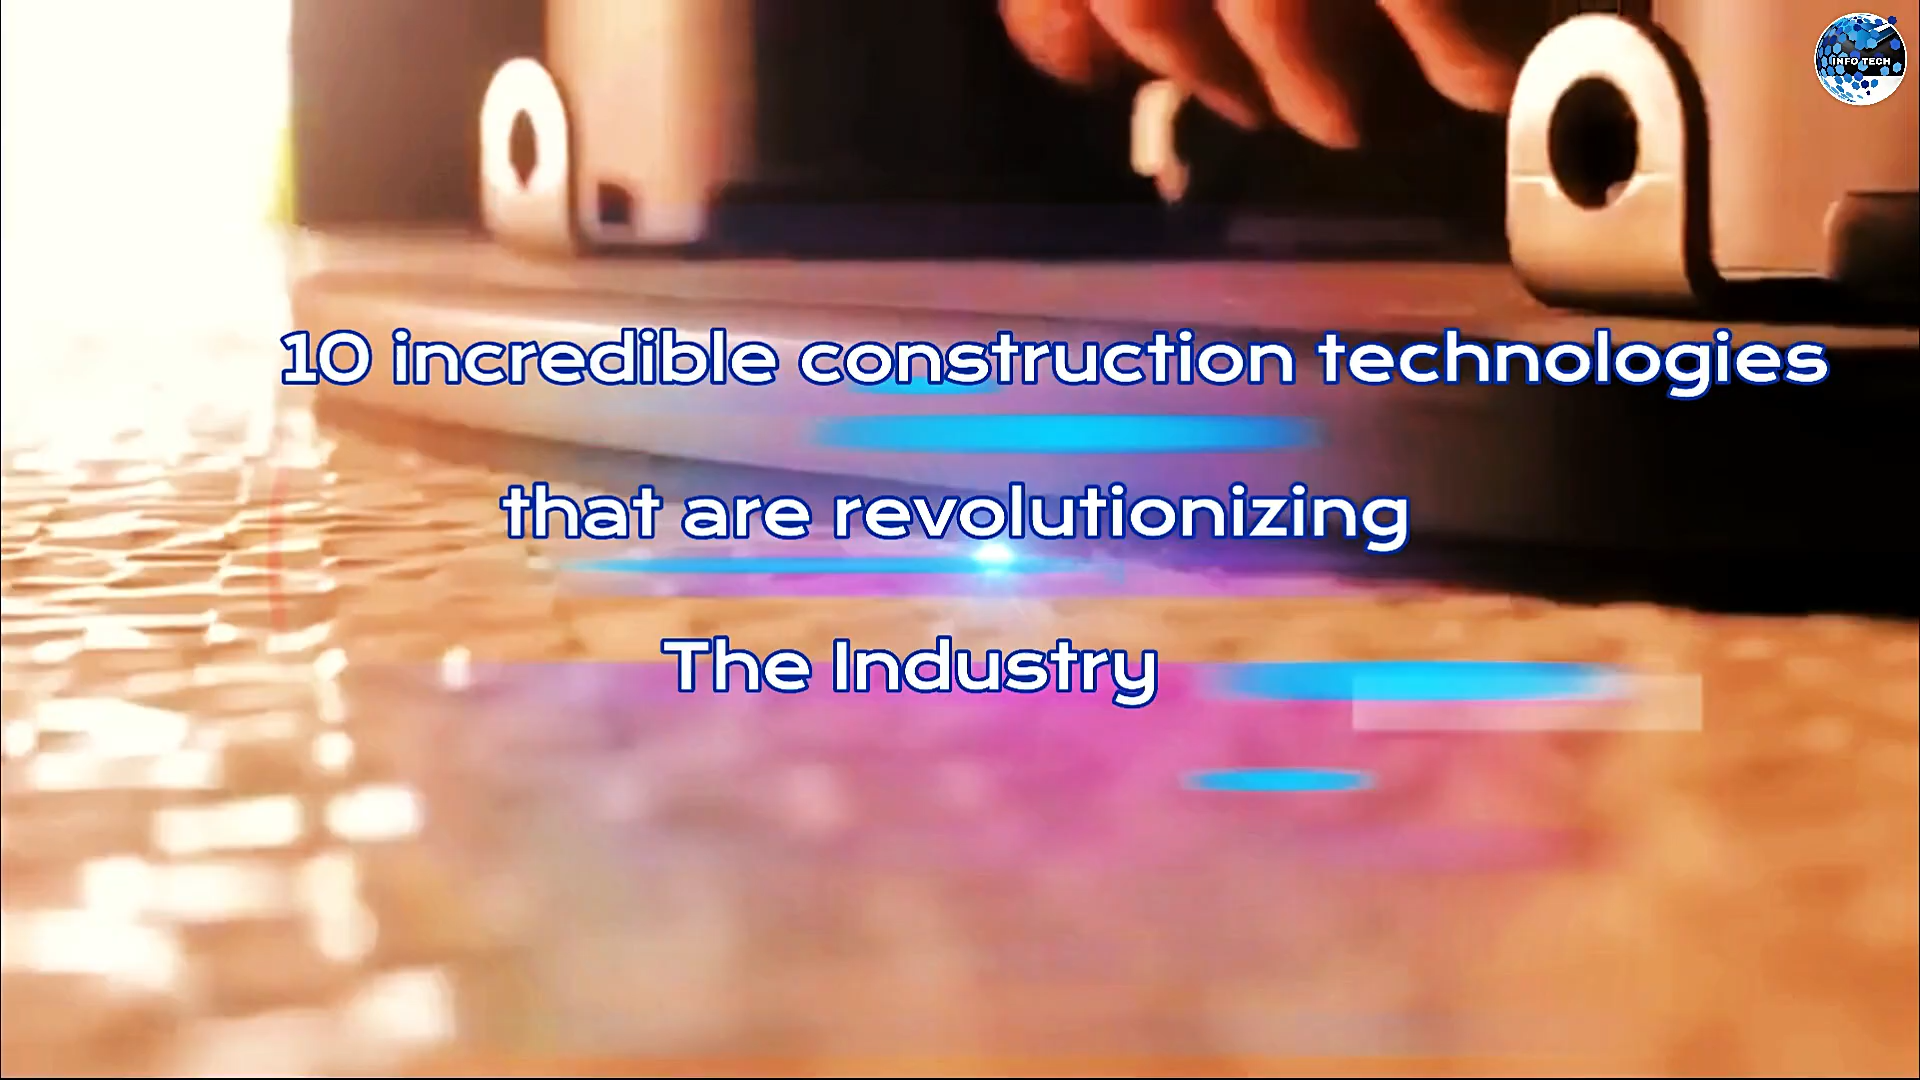 INFO TECH
10 incredible construction technologies
that are revolutionizing
The Industry